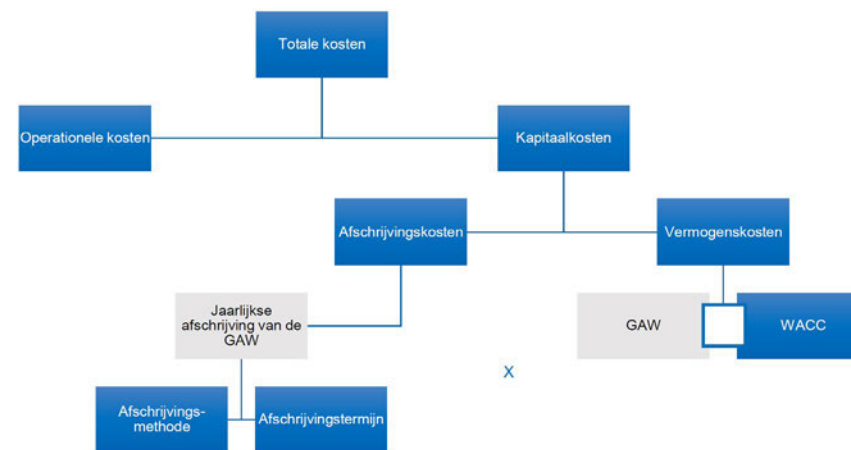 Totale kosten
Operationele kosten
Kapitaalkosten
Afschrijvingskosten
Vermogenskosten
Jaarlijkse
afschrijving van de
GAW
GAW
WACC
X
Afschrijvings-
methode
Afschrijvingstermijn